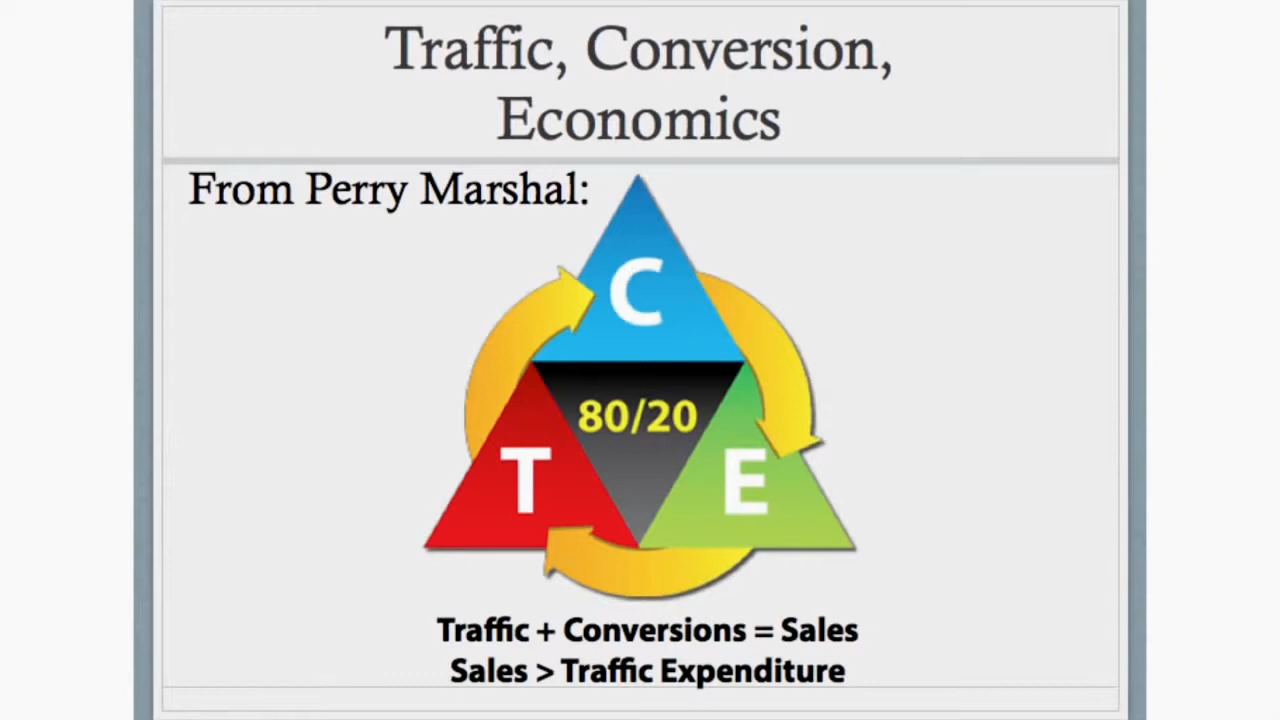 Traffic, Conversion,
Economics
From Perry Marshal:
C
80/20
T
E
Traffic + Conversions = Sales
Sales > Traffic Expenditure